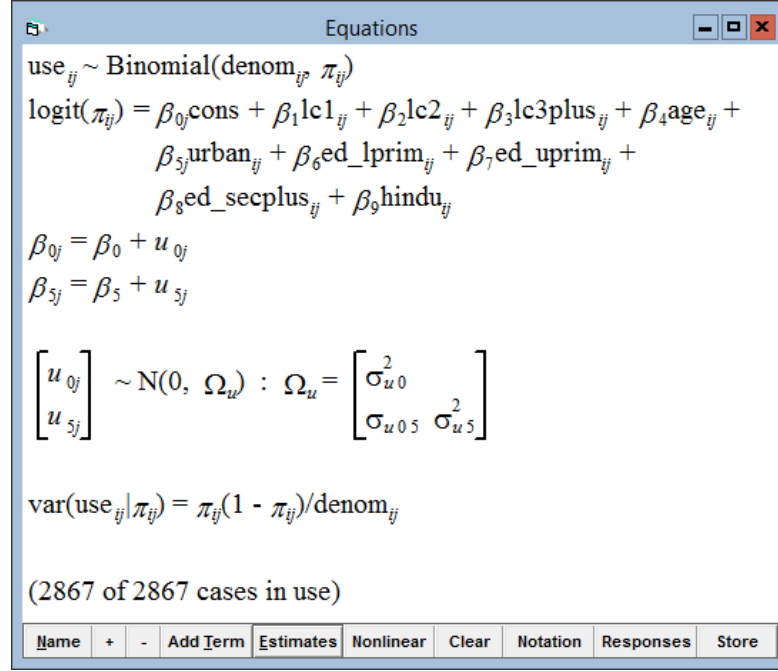 Equations
use_ij ~ Binomial(denom_ij, π_ij)
logit(π_ij) = β_0j cons + β_1 lc1_ij + β_2 lc2_ij + β_3 lc3plus_ij + β_4 age_ij +
β_5j urban_ij + β_6 ed_lprim_ij + β_7 ed_uprim_ij +
β_8 ed_secplus_ij + β_9 hindu_ij
β_0j = β_0 + u_0j
β_5j = β_5 + u_5j
[u_0j; u_5j] ~ N(0, Ω_u) : Ω_u = [σ²_u0; σ_u05 σ²_u5]
var(use_ij|π_ij) = π_ij(1 - π_ij)/denom_ij
(2867 of 2867 cases in use)
Name + - Add Term Estimates Nonlinear Clear Notation Responses Store